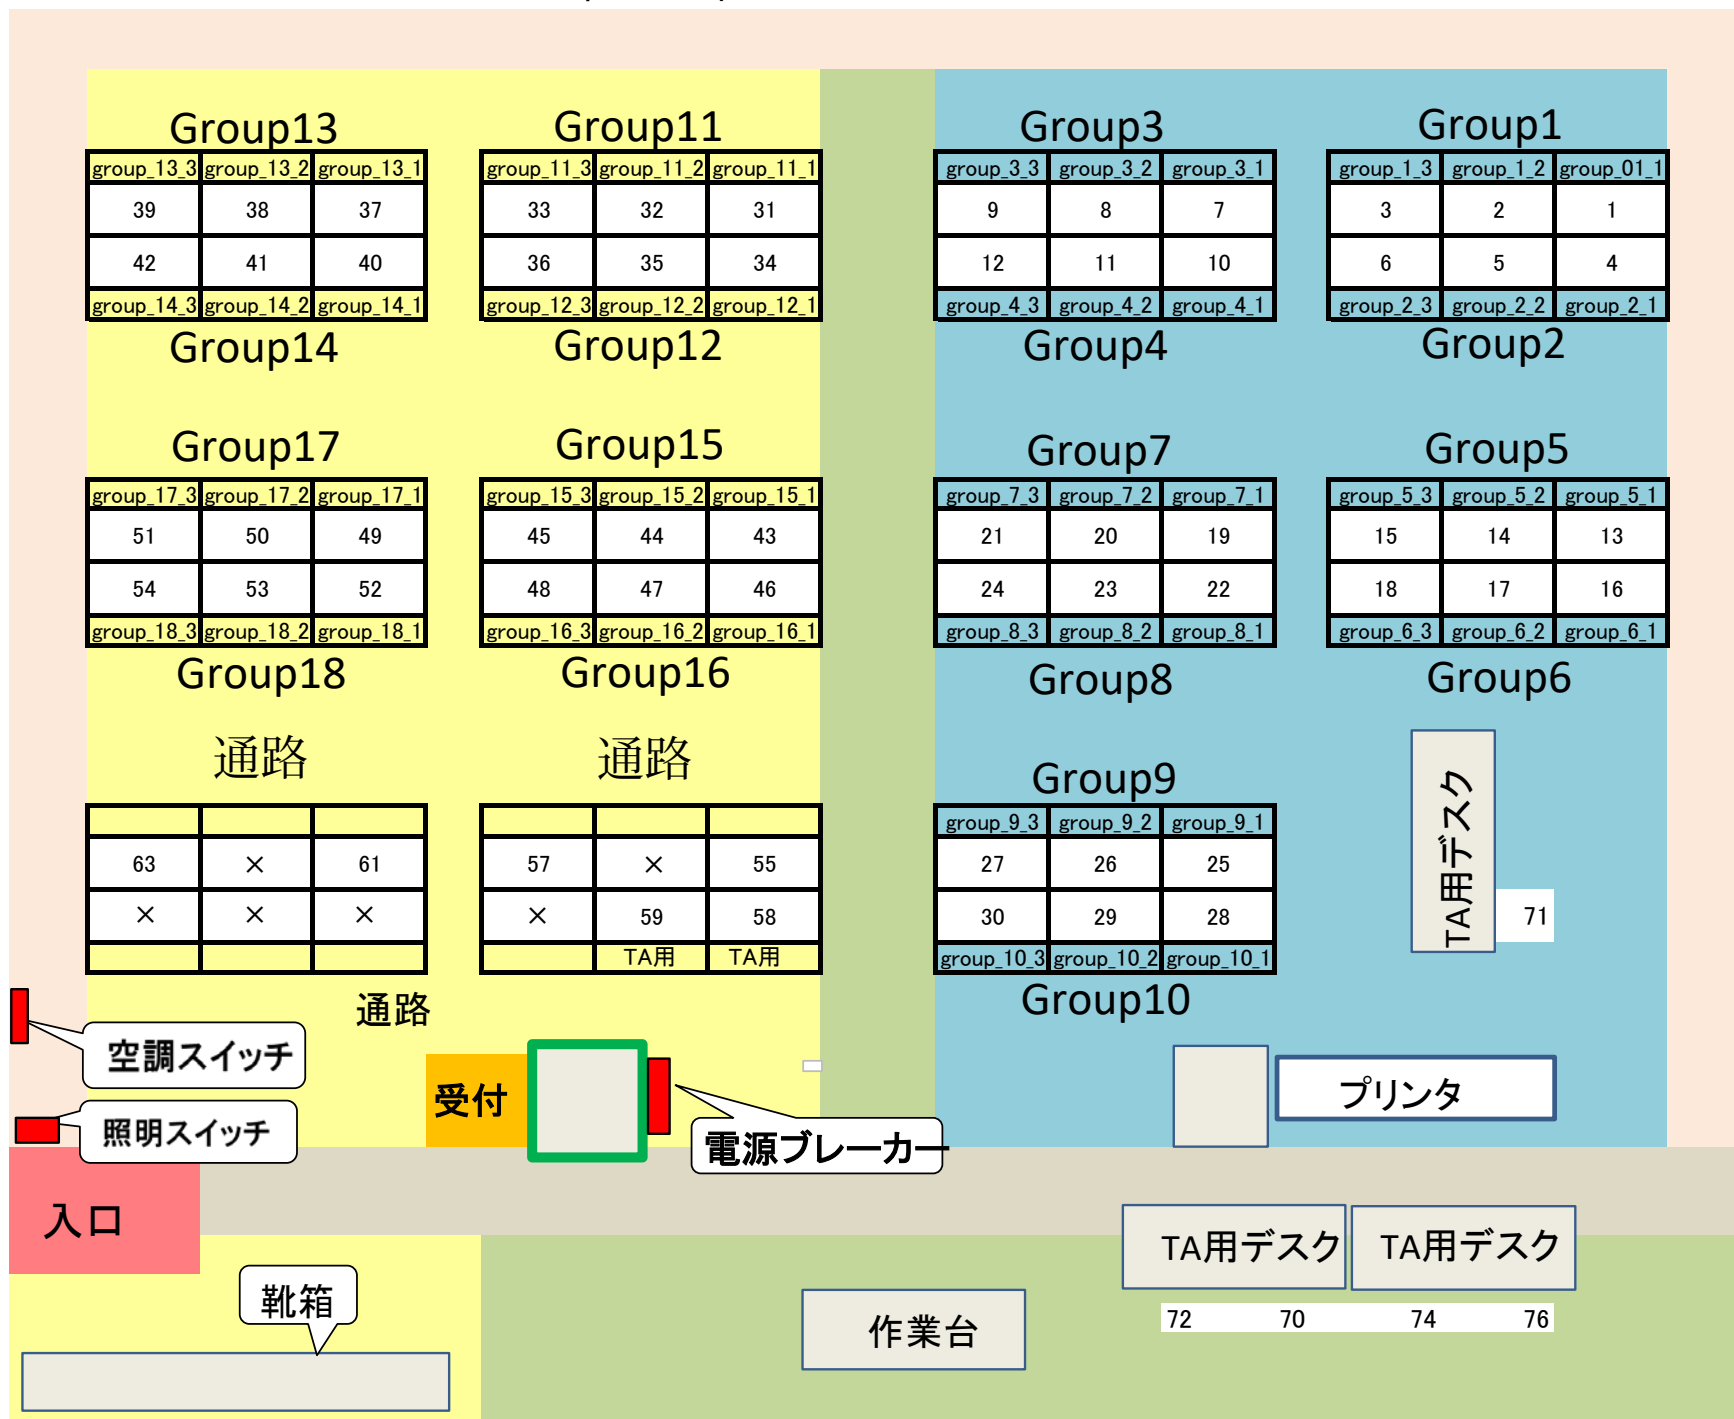 Group13 Group11 Group3 Group1
group_13_3 group_13_2 group_13_1 group_11_3 group_11_2 group_11_1 group_3_3 group_3_2 group_3_1 group_1_3 group_1_2 group_01_1
39 38 37 33 32 31 9 8 7 3 2 1
42 41 40 36 35 34 12 11 10 6 5 4
group_14_3 group_14_2 group_14_1 group_12_3 group_12_2 group_12_1 group_4_3 group_4_2 group_4_1 group_2_3 group_2_2 group_2_1
Group14 Group12 Group4 Group2
Group17 Group15 Group7 Group5
group_17_3 group_17_2 group_17_1 group_15_3 group_15_2 group_15_1 group_7_3 group_7_2 group_7_1 group_5_3 group_5_2 group_5_1
51 50 49 45 44 43 21 20 19 15 14 13
54 53 52 48 47 46 24 23 22 18 17 16
group_18_3 group_18_2 group_18_1 group_16_3 group_16_2 group_16_1 group_8_3 group_8_2 group_8_1 group_6_3 group_6_2 group_6_1
Group18 Group16 Group8 Group6
通路 通路 Group9
group_9_3 group_9_2 group_9_1
63 × 61 57 × 55 27 26 25
TA用デスク
× × × × 59 58 30 29 28 71
TA用 TA用 group_10_3 group_10_2 group_10_1
通路 Group10
空調スイッチ
受付 プリンタ
照明スイッチ 電源ブレーカー
入口 TA用デスク TA用デスク
靴箱 作業台 72 70 74 76